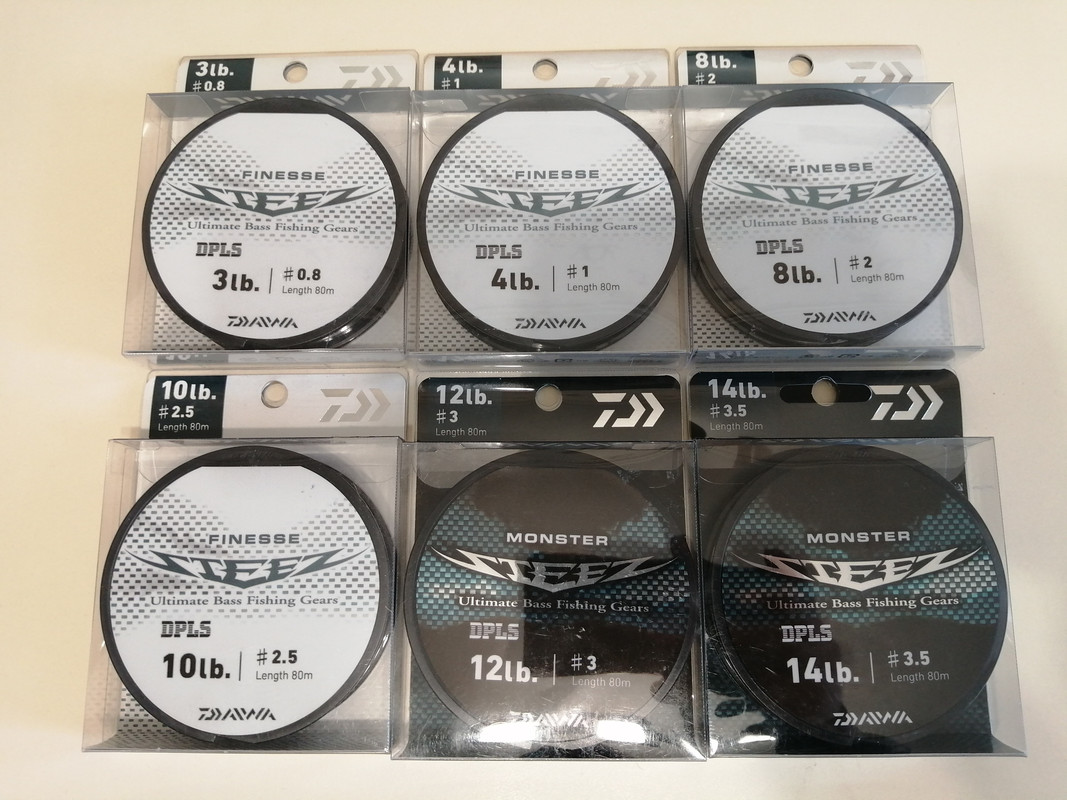 3lb.
#0.8
FINESSE
STEEZ
Ultimate Bass Fishing Gears
DPLS
3lb. #0.8
Length 80m
DAIWA
4lb.
#1
FINESSE
STEEZ
Ultimate Bass Fishing Gears
DPLS
4lb. #1
Length 80m
DAIWA
8lb.
#2
FINESSE
STEEZ
Ultimate Bass Fishing Gears
DPLS
8lb. #2
Length 80m
DAIWA
10lb.
#2.5
Length 80m
FINESSE
STEEZ
Ultimate Bass Fishing Gears
DPLS
10lb. #2.5
Length 80m
DAIWA
12lb.
#3
Length 80m
MONSTER
STEEZ
Ultimate Bass Fishing Gears
DPLS
12lb. #3
Length 80m
DAIWA
14lb.
#3.5
Length 80m
MONSTER
STEEZ
Ultimate Bass Fishing Gears
DPLS
14lb. #3.5
Length 80m
DAIWA